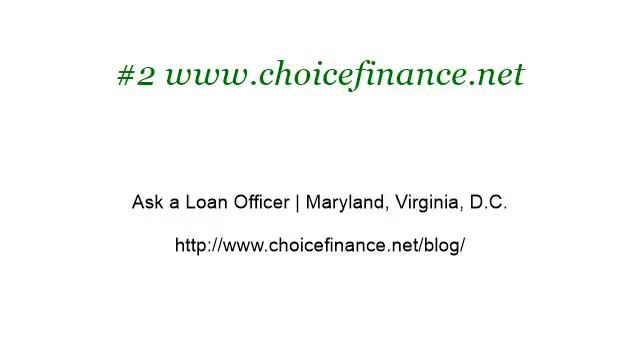 #2 www.choicefinance.net
Ask a Loan Officer | Maryland, Virginia, D.C.
http://www.choicefinance.net/blog/